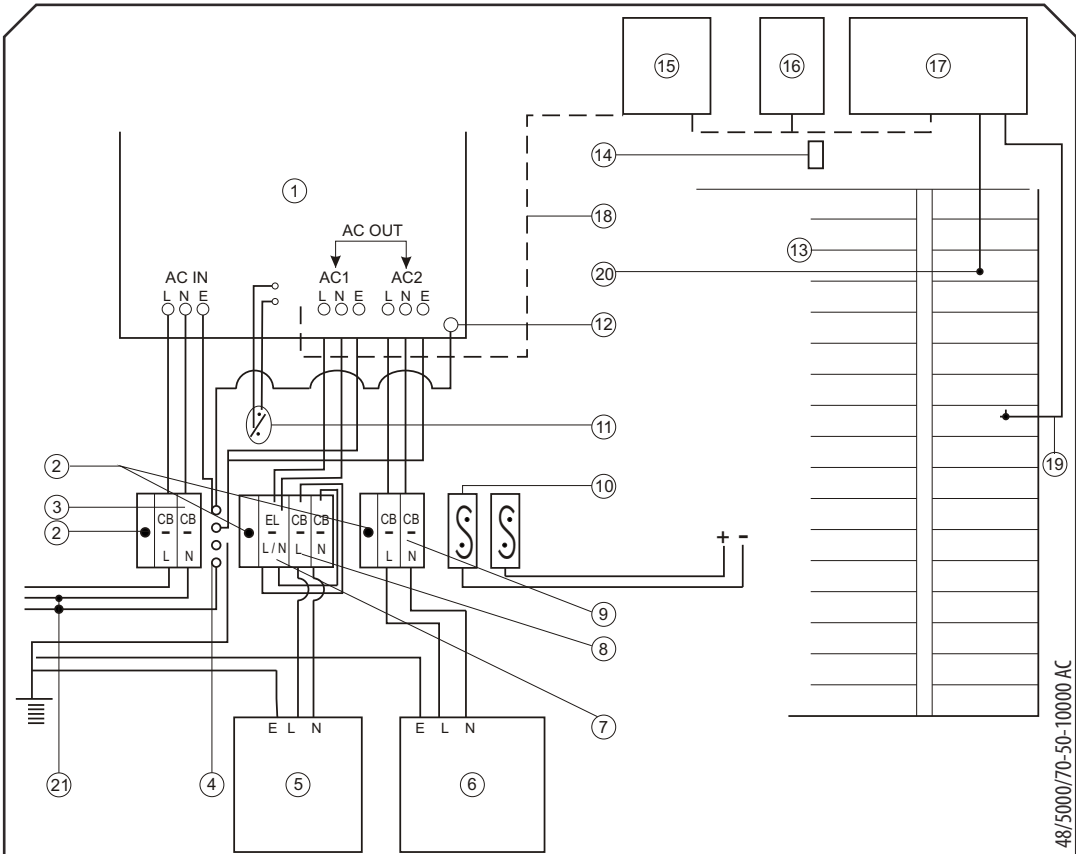 15 16 17
14
1
18
AC OUT
13
AC IN AC1 AC2
20
L N E L N E L N E
12
11
2
19
3
10
CB CB EL CB CB CB CB
2
- - - - - - -
+ -
L N L / N L N L N
9
8
E L N E L N
7
21 4 5 6
48/5000/70-50-10000 AC